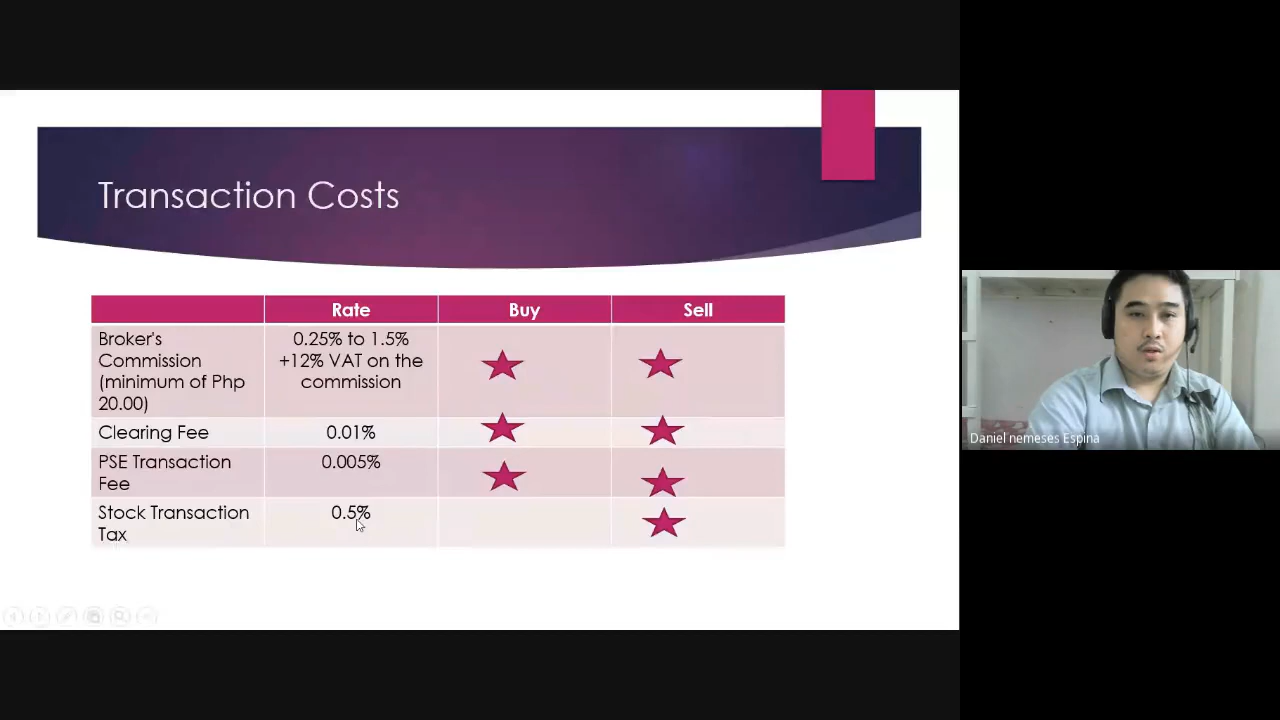 Transaction Costs
Rate
Buy
Sell
Broker's
Commission
(minimum of Php
20.00)
0.25% to 1.5%
+12% VAT on the
commission
Clearing Fee
0.01%
PSE Transaction
Fee
0.005%
Stock Transaction
Tax
0.5%
Daniel nemeses Espina